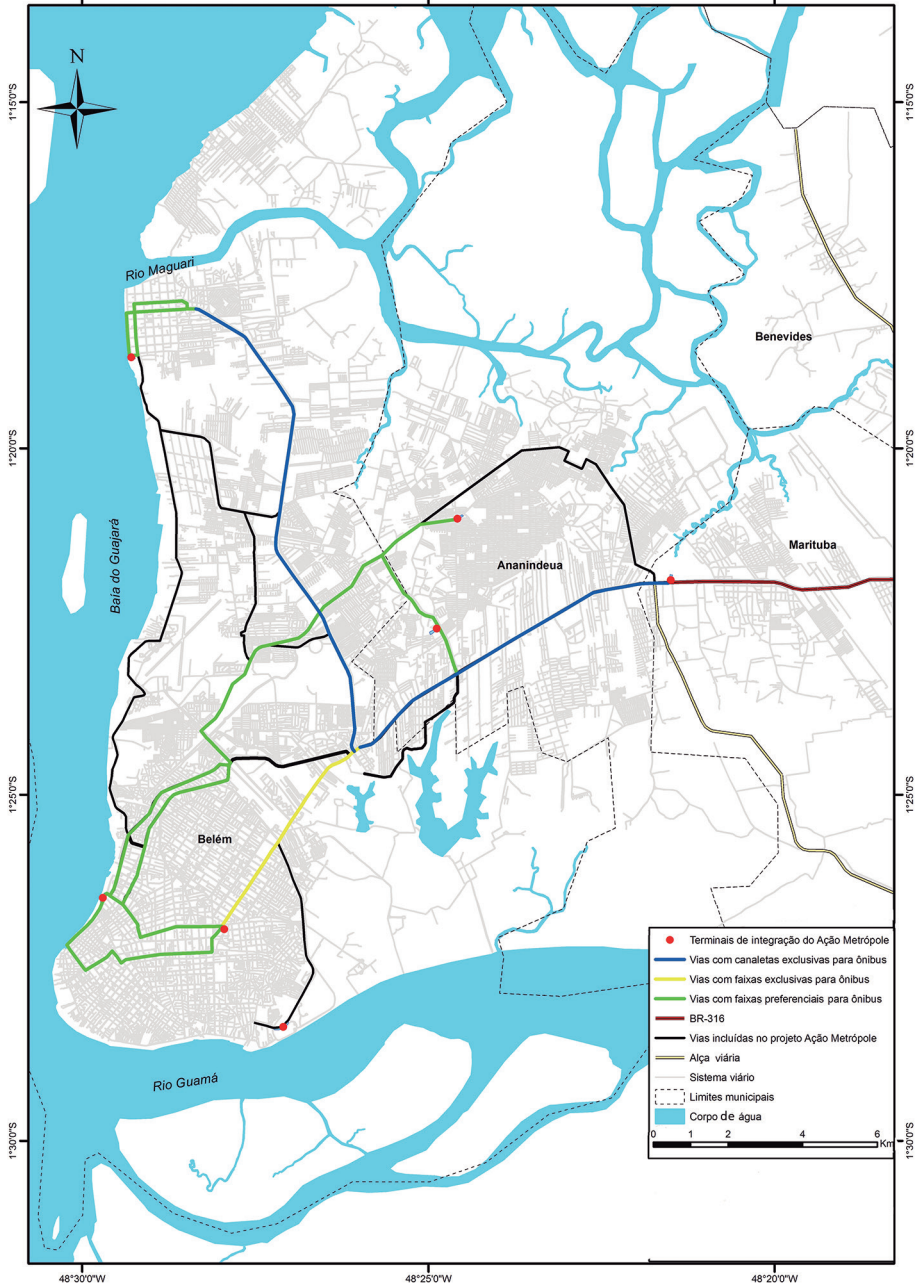 N
1°15'0"S
1°15'0"S
Rio Maguari
Benevides
1°20'0"S
1°20'0"S
Baia do Guajará
Ananindeua
Marituba
1°25'0"S
1°25'0"S
Belém
Terminais de integração do Ação Metrópole
Vias com canaletas exclusivas para ônibus
Vias com faixas exclusivas para ônibus
Vias com faixas preferenciais para ônibus
BR-316
Vias incluídas no projeto Ação Metrópole
Alça viária
Sistema viário
Limites municipais
Corpo de água
0 1 2 4 6
Km
Rio Guamá
1°30'0"S
1°30'0"S
48°30'0"W
48°25'0"W
48°20'0"W